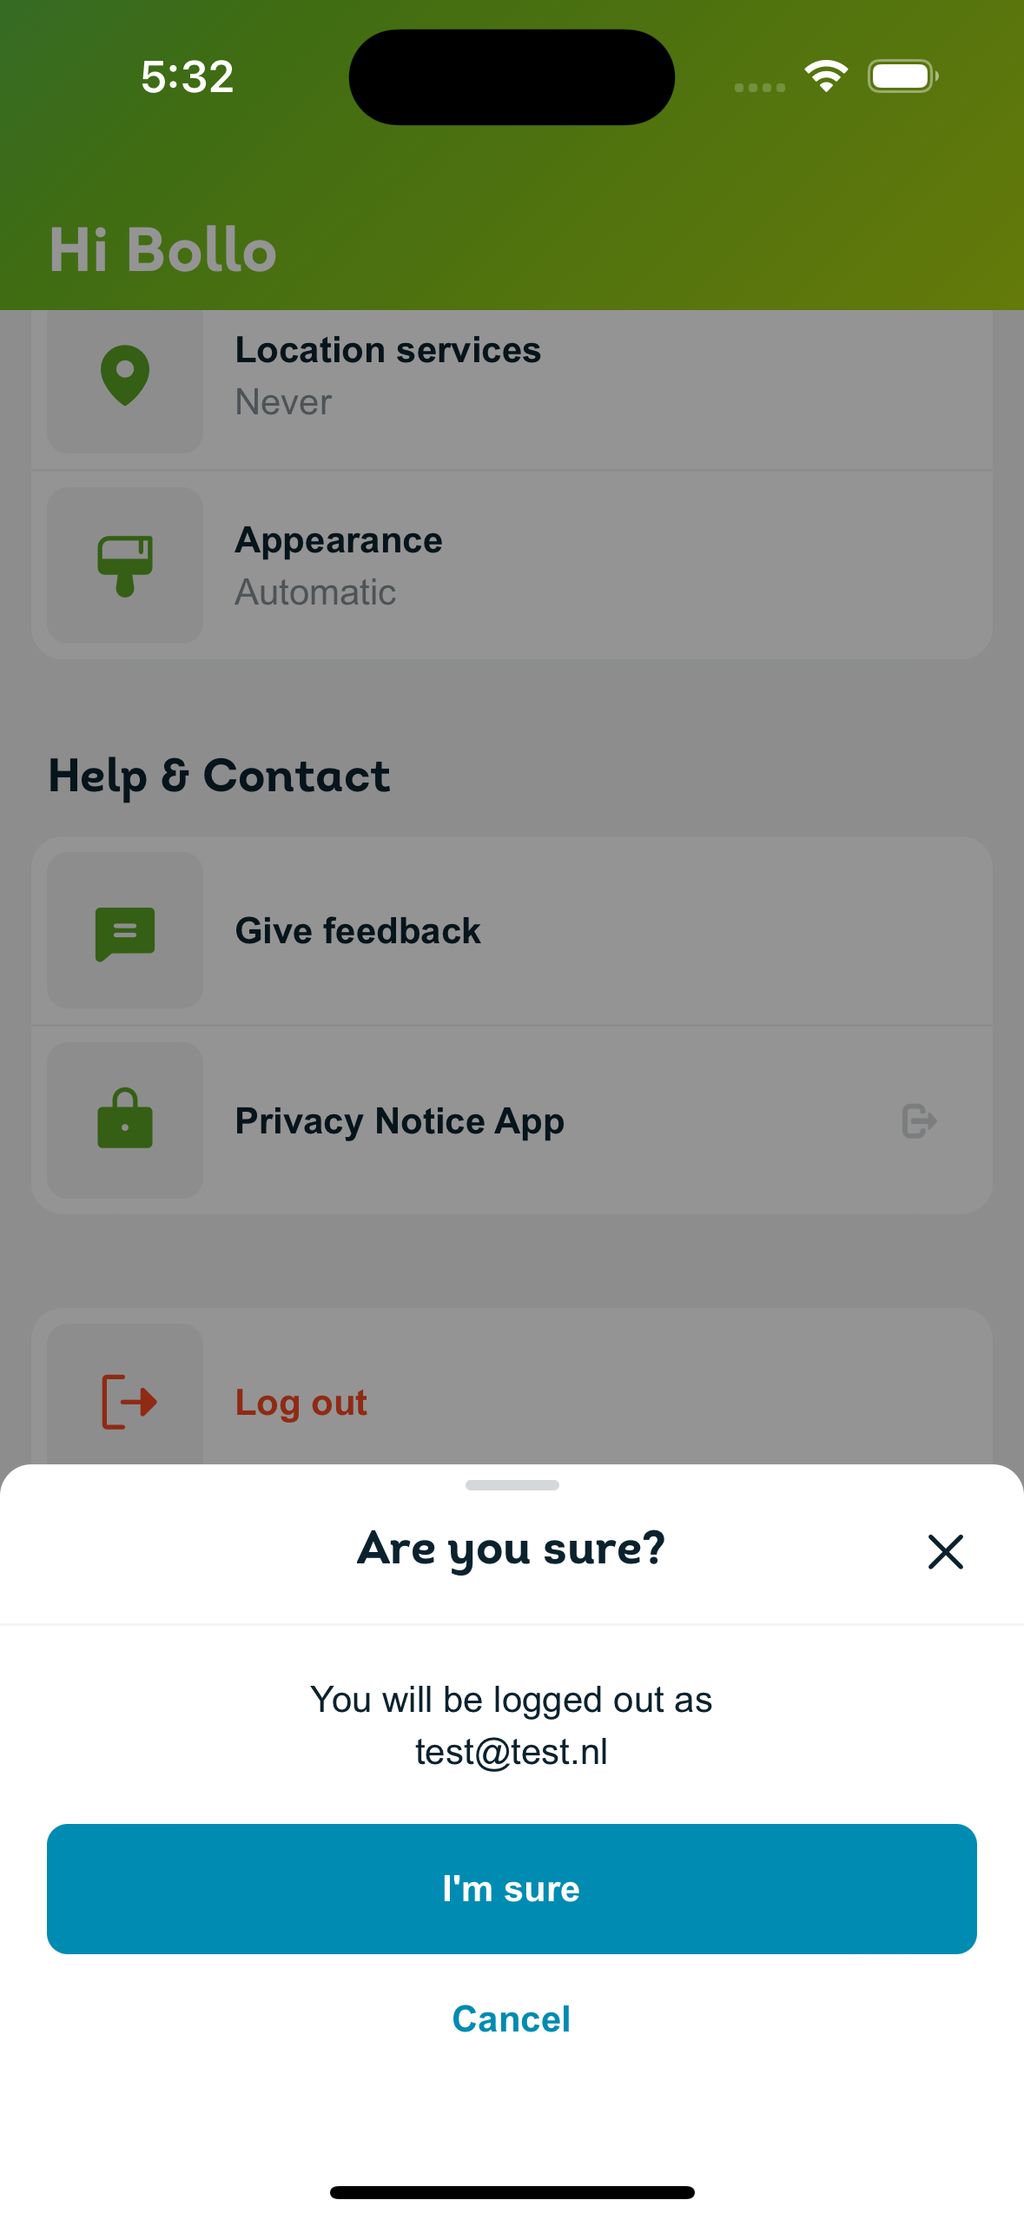 5:32
Hi Bollo
Location services
Never
Appearance
Automatic
Help & Contact
Give feedback
Privacy Notice App
Log out
Are you sure?
You will be logged out as
test@test.nl
I'm sure
Cancel